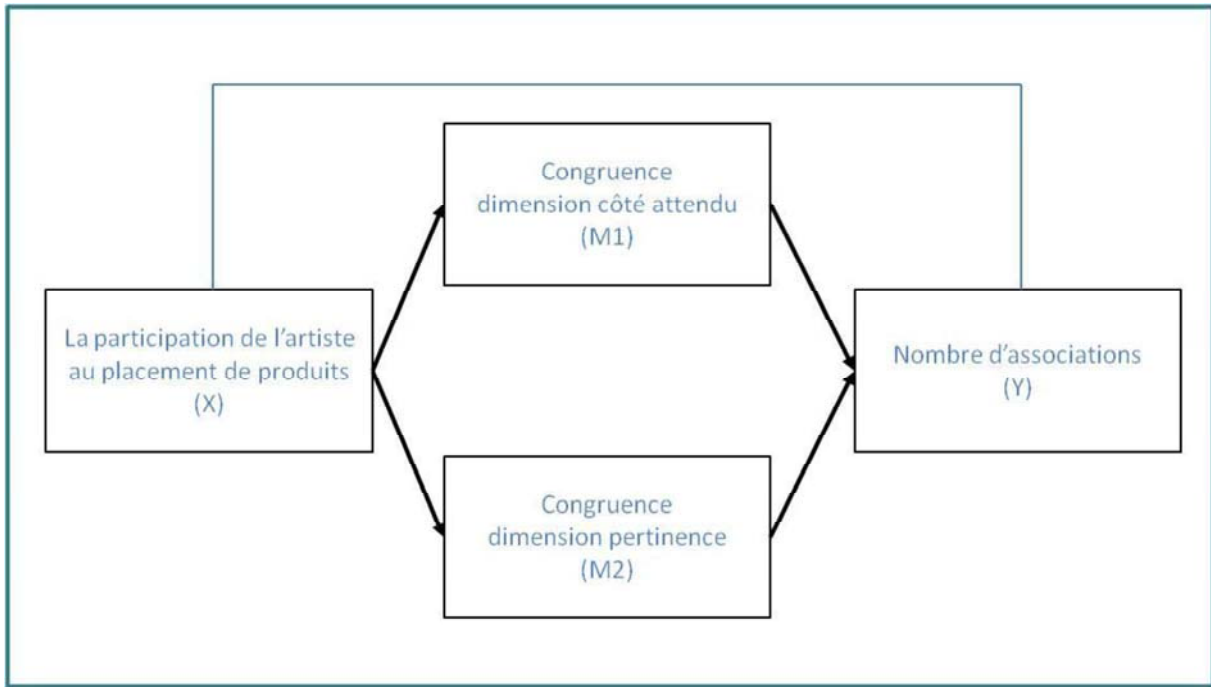 Congruence
dimension côté attendu
(M1)
La participation de l’artiste
au placement de produits
(X)
Nombre d’associations
(Y)
Congruence
dimension pertinence
(M2)